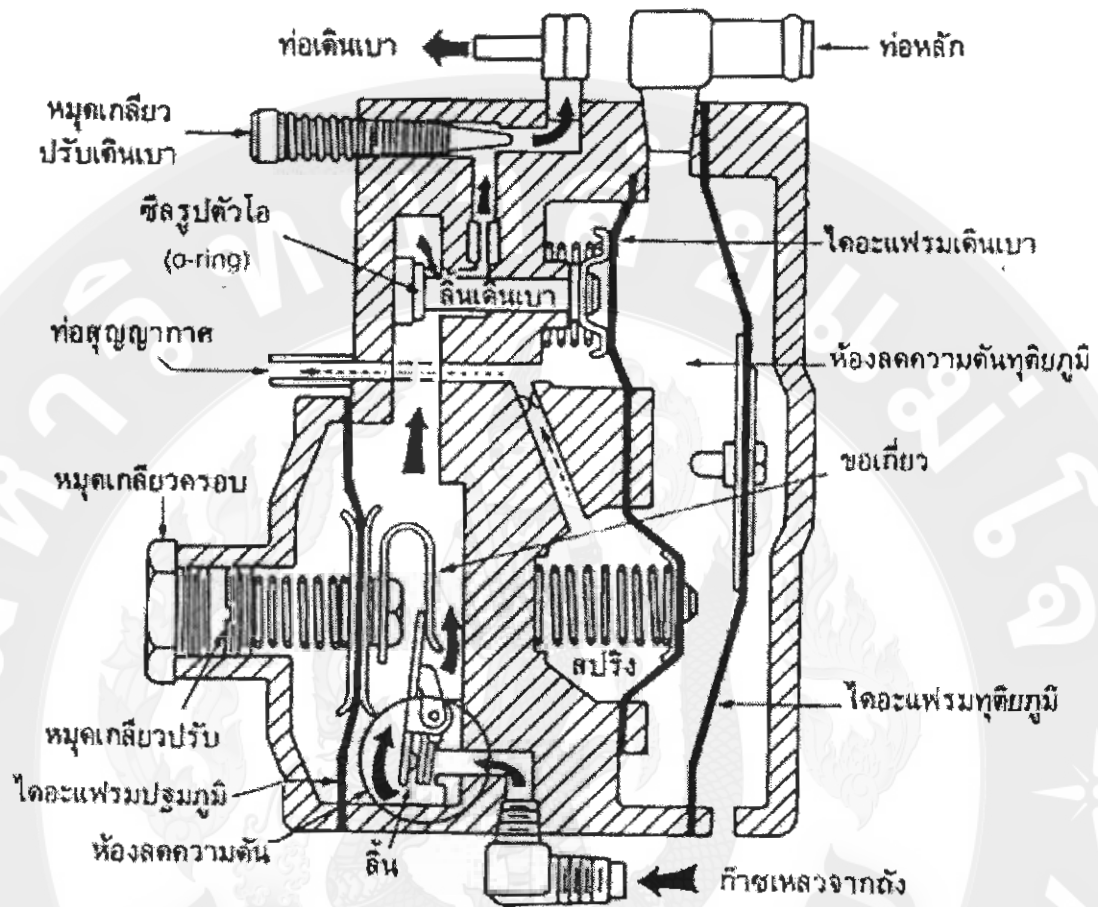 ท่อเดินเบา
ท่อหลัก
หมุดเกลียว
ปรับเดินเบา
ซีลรูปตัวโอ
(o-ring)
ไดอะแฟรมเดินเบา
ลิ้นเดินเบา
ท่อสุญญากาศ
ห้องลดความดันทุติยภูมิ
ขอเกี่ยว
หมุดเกลียวครอบ
สปริง
ไดอะแฟรมทุติยภูมิ
หมุดเกลียวปรับ
ไดอะแฟรมปฐมภูมิ
ห้องลดความดัน
ลิ้น
ก๊าซเหลวจากถัง